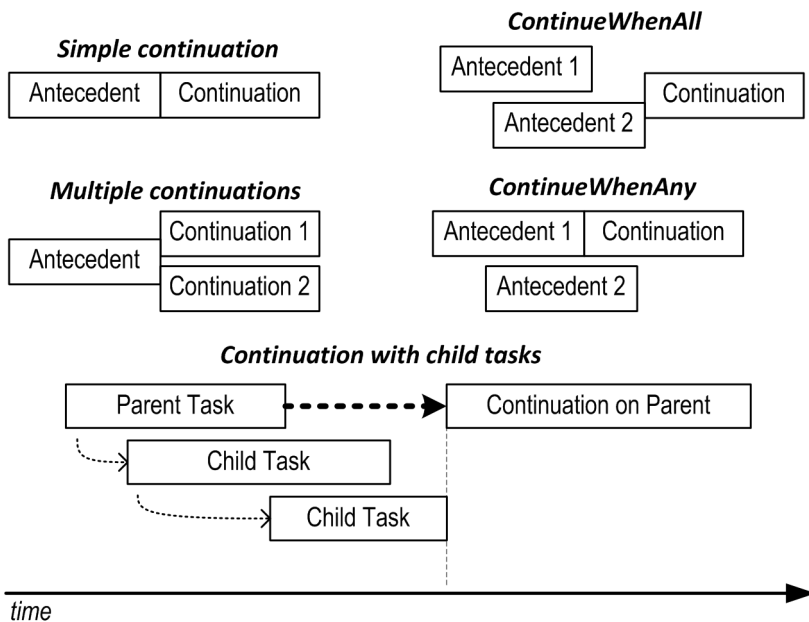 Simple continuation
Antecedent
Continuation
ContinueWhenAll
Antecedent 1
Continuation
Antecedent 2
Multiple continuations
Continuation 1
Antecedent
Continuation 2
ContinueWhenAny
Antecedent 1
Continuation
Antecedent 2
Continuation with child tasks
Parent Task
Continuation on Parent
Child Task
Child Task
time